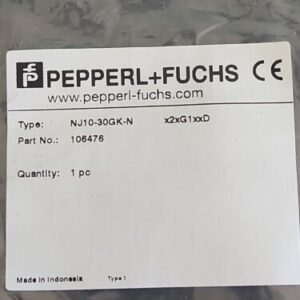 PEPPERL+FUCHS CE
www.pepperl-fuchs.com
Type: NJ10-30GK-N x2xG1xxD
Part No.: 106476
Quantity: 1 pc
Made in Indonesia Type 1